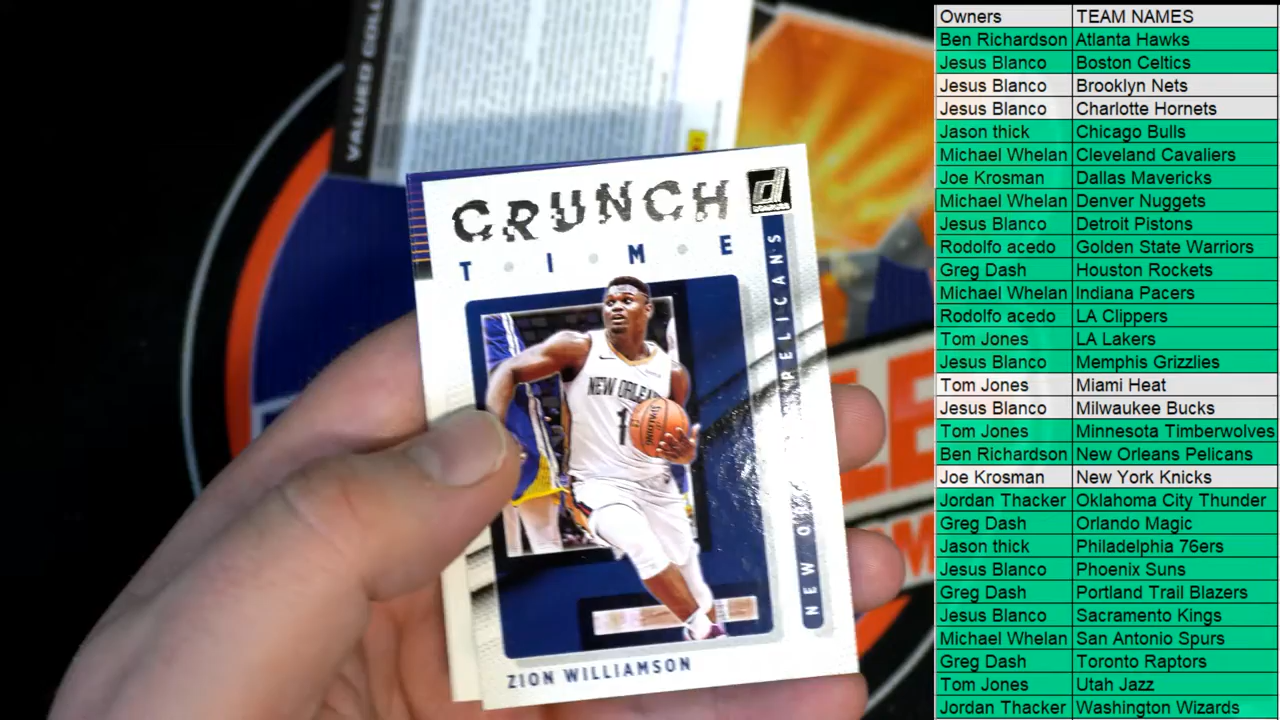 VALUED COLL
CRUNCH
TIME
d
DONRUSS
NEW ORLEANS
1
SPALDING
PELICANS
ZION WILLIAMSON
Owners TEAM NAMES
Ben Richardson Atlanta Hawks
Jesus Blanco Boston Celtics
Jesus Blanco Brooklyn Nets
Jesus Blanco Charlotte Hornets
Jason thick Chicago Bulls
Michael Whelan Cleveland Cavaliers
Joe Krosman Dallas Mavericks
Michael Whelan Denver Nuggets
Jesus Blanco Detroit Pistons
Rodolfo acedo Golden State Warriors
Greg Dash Houston Rockets
Michael Whelan Indiana Pacers
Rodolfo acedo LA Clippers
Tom Jones LA Lakers
Jesus Blanco Memphis Grizzlies
Tom Jones Miami Heat
Jesus Blanco Milwaukee Bucks
Tom Jones Minnesota Timberwolves
Ben Richardson New Orleans Pelicans
Joe Krosman New York Knicks
Jordan Thacker Oklahoma City Thunder
Greg Dash Orlando Magic
Jason thick Philadelphia 76ers
Jesus Blanco Phoenix Suns
Greg Dash Portland Trail Blazers
Jesus Blanco Sacramento Kings
Michael Whelan San Antonio Spurs
Greg Dash Toronto Raptors
Tom Jones Utah Jazz
Jordan Thacker Washington Wizards